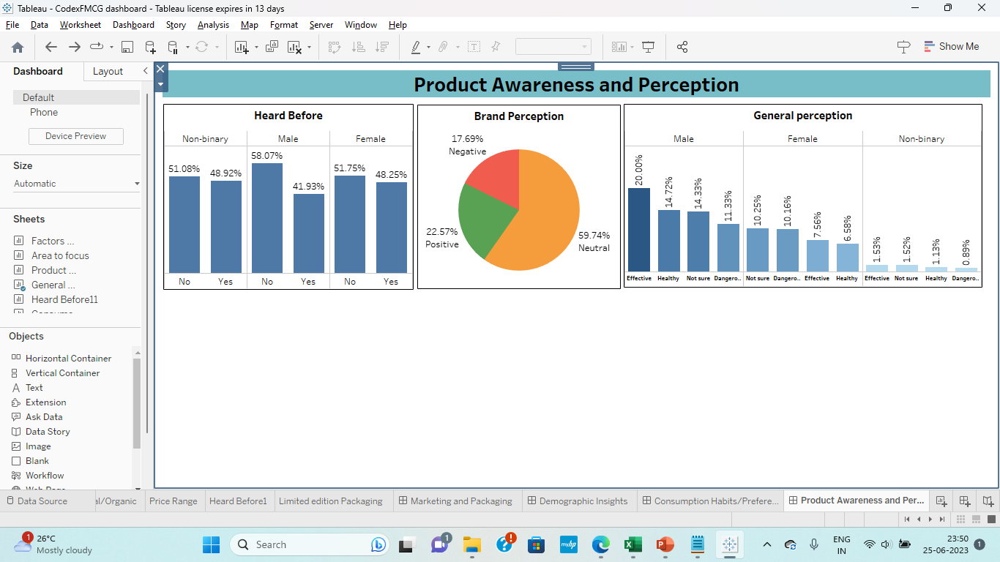 Tableau - CodexFMCG dashboard - Tableau license expires in 13 days
File Data Worksheet Dashboard Story Analysis Map Format Server Window Help
Show Me
Dashboard Layout
Default
Phone
Device Preview
Size
Automatic
Sheets
Factors ...
Area to focus
Product ...
General ...
Heard Before11
Objects
Horizontal Container
Vertical Container
Text
Extension
Ask Data
Data Story
Image
Blank
Workflow
Product Awareness and Perception
Heard Before
Non-binary Male Female
51.08% 48.92% 58.07% 41.93% 51.75% 48.25%
No Yes No Yes No Yes
Brand Perception
17.69%
Negative
22.57%
Positive
59.74%
Neutral
General perception
Male Female Non-binary
20.00% 14.72% 14.33% 11.33% 10.25% 10.16% 7.56% 6.58% 1.53% 1.52% 1.13% 0.89%
Effective Healthy Not sure Dangero.. Not sure Dangero.. Effective Healthy Effective Not sure Healthy Dangero..
Data Source al/Organic Price Range Heard Before1 Limited edition Packaging Marketing and Packaging Demographic Insights Consumption Habits/Prefere... Product Awareness and Per...
1
26°C
Mostly cloudy
Search
1
!
myhp
ENG
IN
23:50
25-06-2023
1